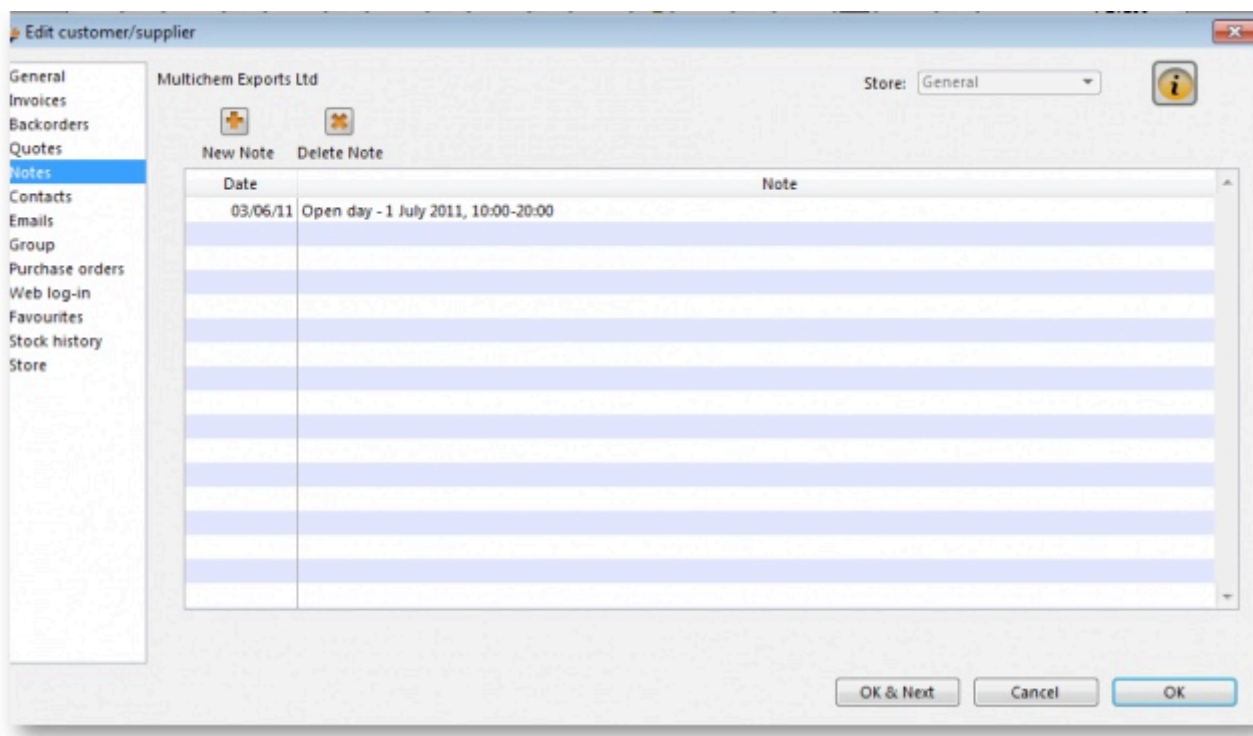 Edit customer/supplier
General
Invoices
Backorders
Quotes
Notes
Contacts
Emails
Group
Purchase orders
Web log-in
Favourites
Stock history
Store
Multichem Exports Ltd
Store: General
New Note Delete Note
Date Note
03/06/11 Open day - 1 July 2011, 10:00-20:00
OK & Next Cancel OK